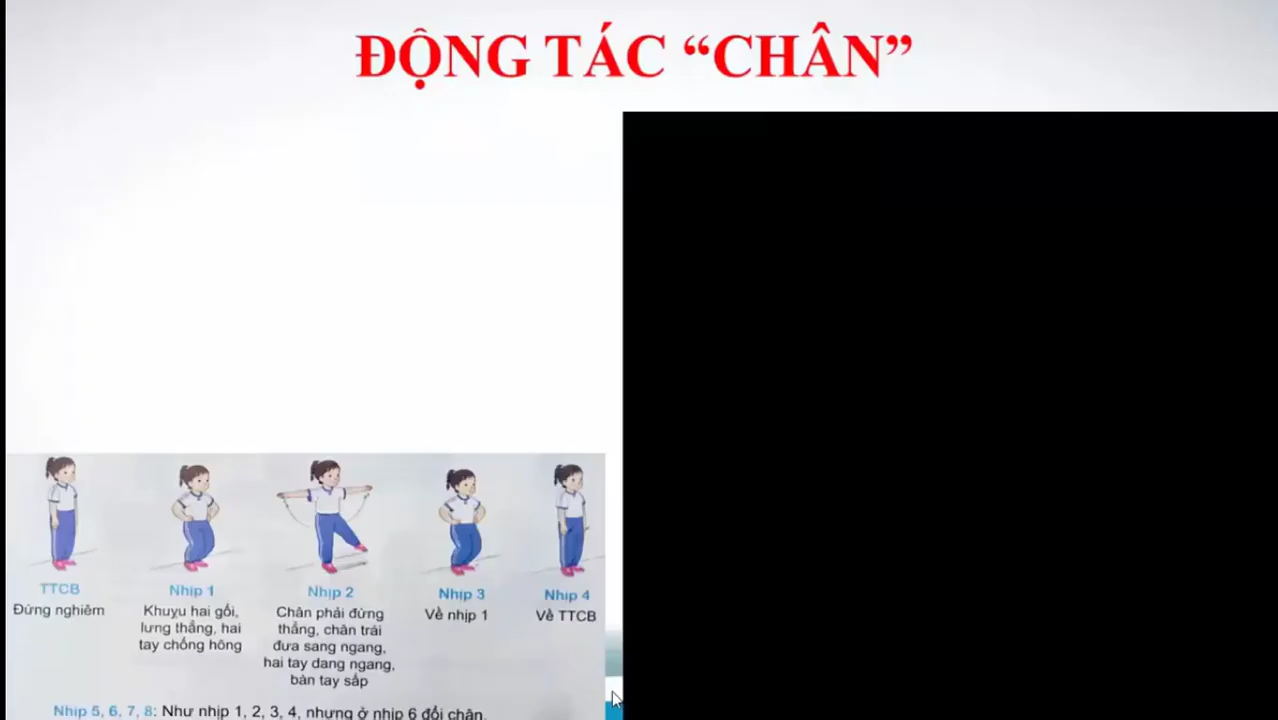 ĐỘNG TÁC “CHÂN”
TTCB
Đứng nghiêm
Nhịp 1
Khuỵu hai gối,
lưng thẳng, hai
tay chống hông
Nhịp 2
Chân phải đứng
thẳng, chân trái
đưa sang ngang,
hai tay dang ngang,
bàn tay sấp
Nhịp 3
Về nhịp 1
Nhịp 4
Về TTCB
Nhịp 5, 6, 7, 8: Như nhịp 1, 2, 3, 4, nhưng ở nhịp 6 đổi chân.